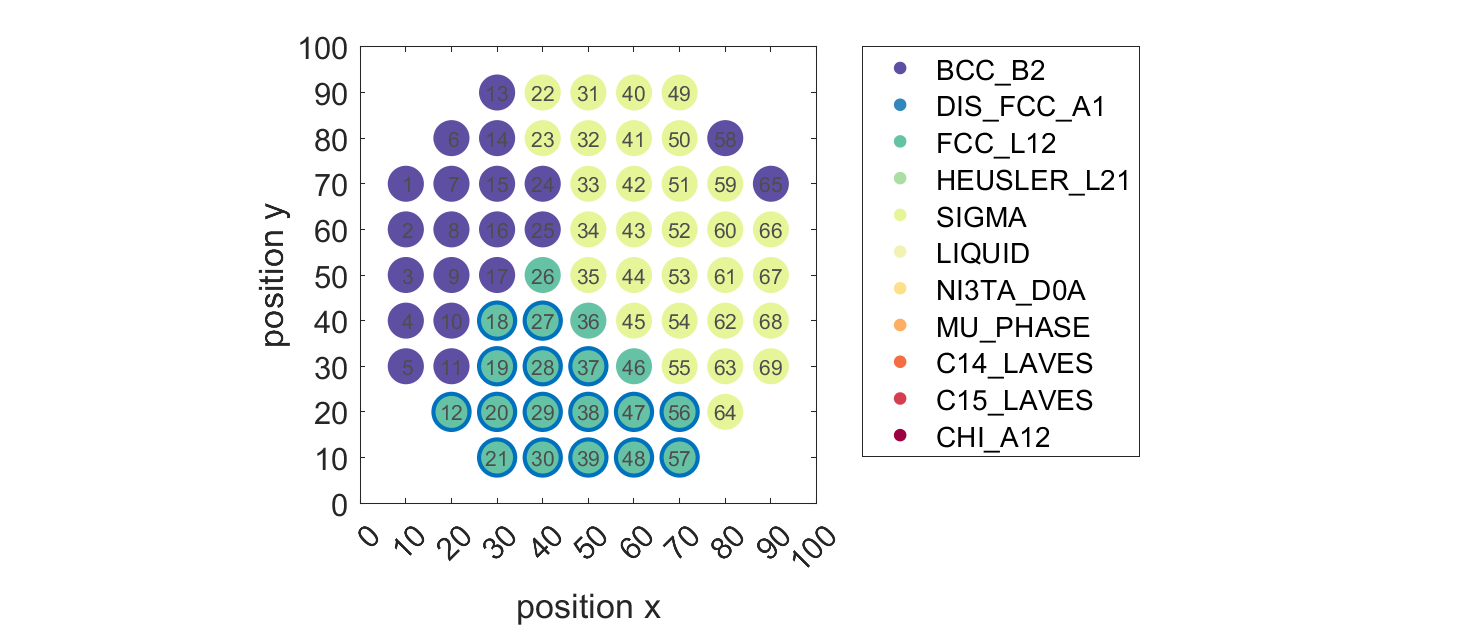 100
90
80
70
60
50
40
30
20
10
0
position y
13 22 31 40 49
6 14 23 32 41 50 58
1 7 15 24 33 42 51 59 65
2 8 16 25 34 43 52 60 66
3 9 17 26 35 44 53 61 67
4 10 18 27 36 45 54 62 68
5 11 19 28 37 46 55 63 69
12 20 29 38 47 56 64
21 30 39 48 57
0 10 20 30 40 50 60 70 80 90 100
position x
BCC_B2
DIS_FCC_A1
FCC_L12
HEUSLER_L21
SIGMA
LIQUID
NI3TA_D0A
MU_PHASE
C14_LAVES
C15_LAVES
CHI_A12